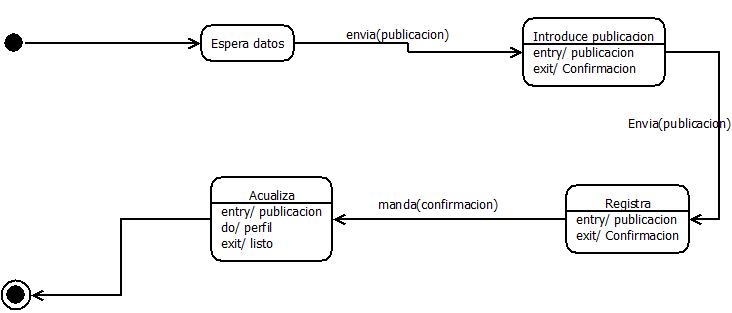 Espera datos
envia(publicacion)
Introduce publicacion
entry/ publicacion
exit/ Confirmacion
Envia(publicacion)
Registra
entry/ publicacion
exit/ Confirmacion
manda(confirmacion)
Acualiza
entry/ publicacion
do/ perfil
exit/ listo